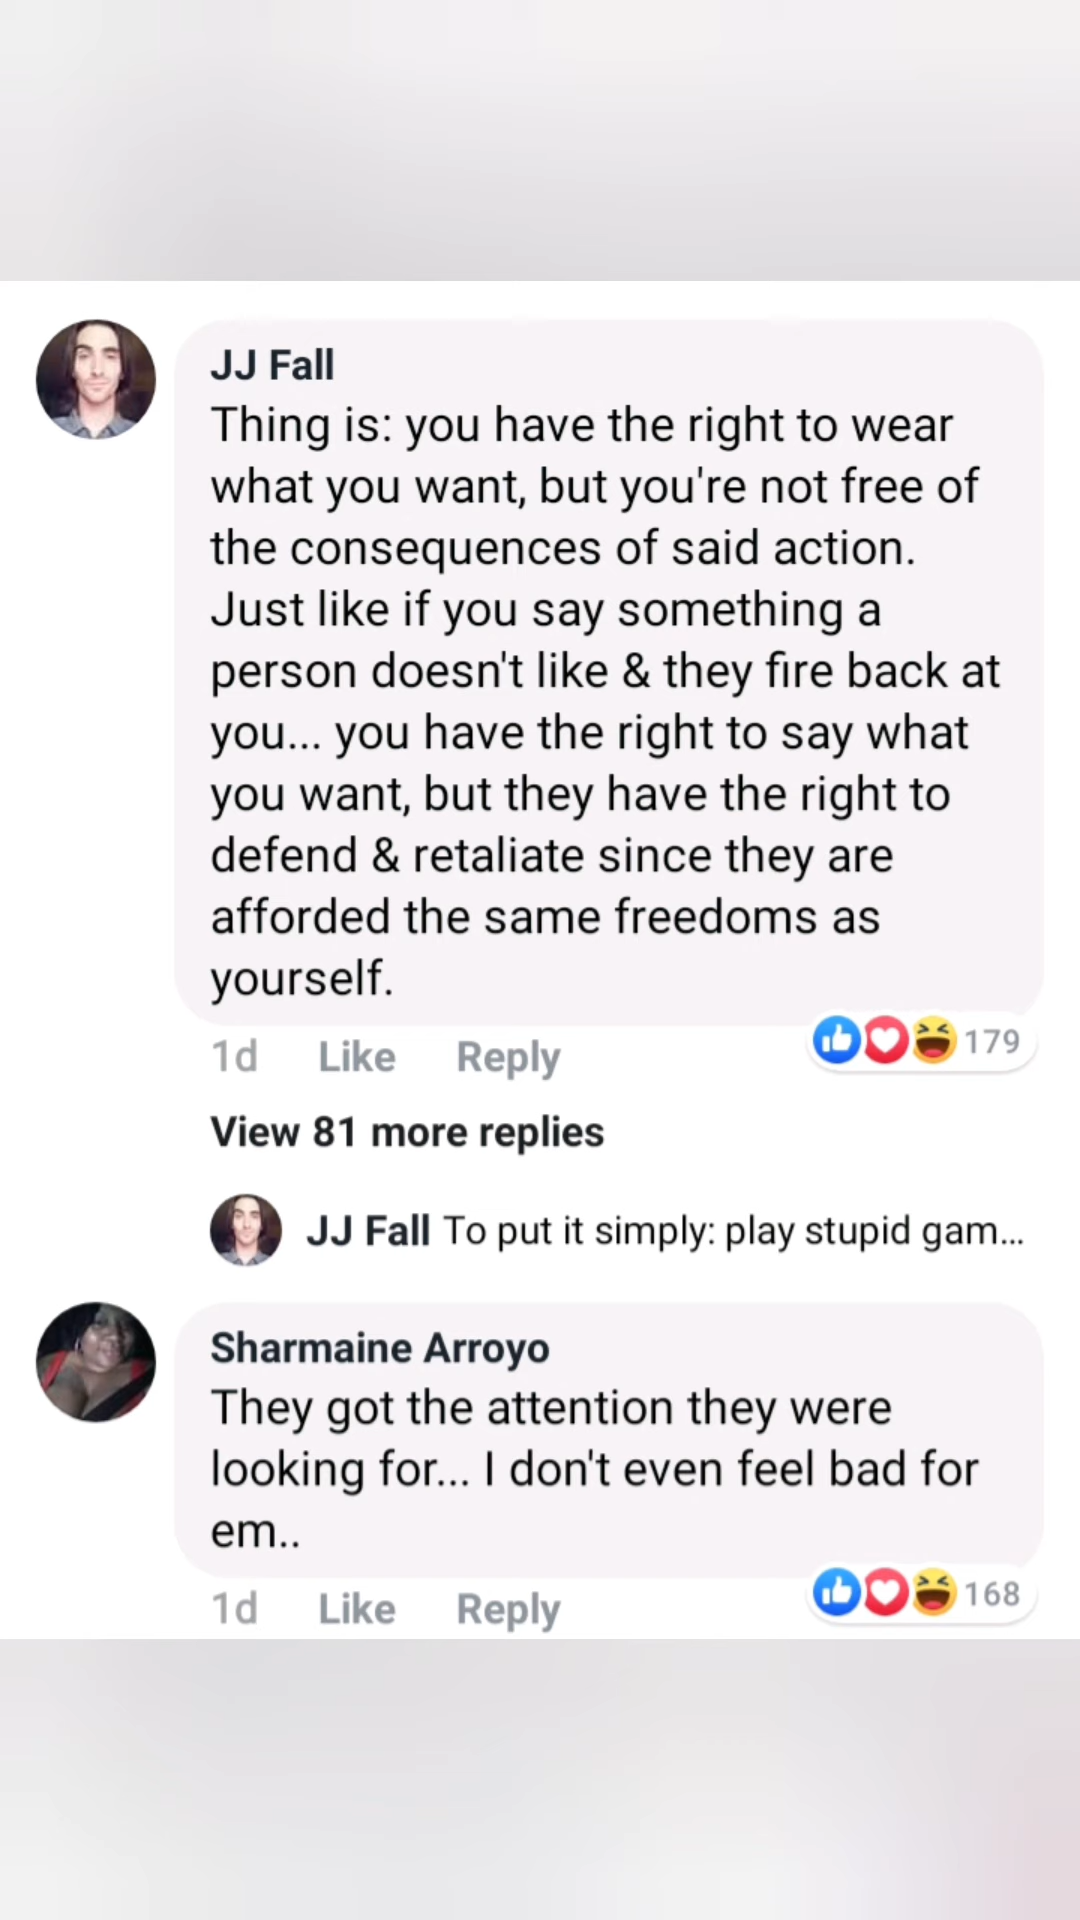 JJ Fall
Thing is: you have the right to wear
what you want, but you're not free of
the consequences of said action.
Just like if you say something a
person doesn't like & they fire back at
you... you have the right to say what
you want, but they have the right to
defend & retaliate since they are
afforded the same freedoms as
yourself.
1d Like Reply 179
View 81 more replies
JJ Fall To put it simply: play stupid gam...
Sharmaine Arroyo
They got the attention they were
looking for... I don't even feel bad for
em..
1d Like Reply 168